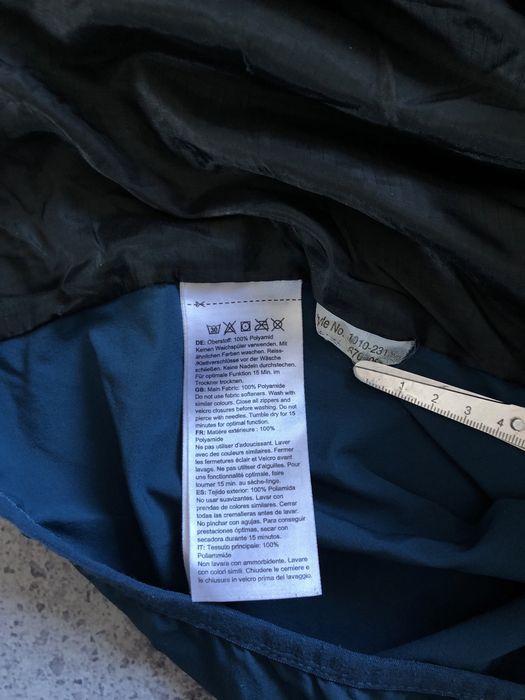 DE: Oberstoff: 100% Polyamid
Keinen Weichspüler verwenden. Mit
ähnlichen Farben waschen. Reiss-
/Klettverschlüsse vor der Wäsche
schließen. Keine Nadeln durchstechen.
Für optimale Funktion 15 Min. im
Trockner trocknen.
GB: Main Fabric: 100% Polyamide
Do not use fabric softeners. Wash with
similar colours. Close all zippers and
velcro closures before washing. Do not
pierce with needles. Tumble dry for 15
minutes for optimal function.
FR: Matière extérieure : 100%
Polyamide
Ne pas utiliser d'adoucissant. Laver
avec des couleurs similaires. Fermer
les fermetures éclair et Velcro avant
lavage. Ne pas utiliser d'aiguilles. Pour
une fonctionnalité optimale, faire
tourner 15 min. au sèche-linge.
ES: Tejido exterior: 100% Poliamida
No usar suavizantes. Lavar con
prendas de colores similares. Cerrar
todas las cremalleras antes de lavar.
No pinchar con agujas. Para conseguir
prestaciones óptimas, secar con
secadora durante 15 minutos.
IT: Tessuto principale: 100%
Poliammide
Non lavara con ammorbidente. Lavare
con colori simili. Chiudere le cerniere e
le chiusurs in velcro prima del lavaggio.
yle No. 1010-231
1 2 3 4